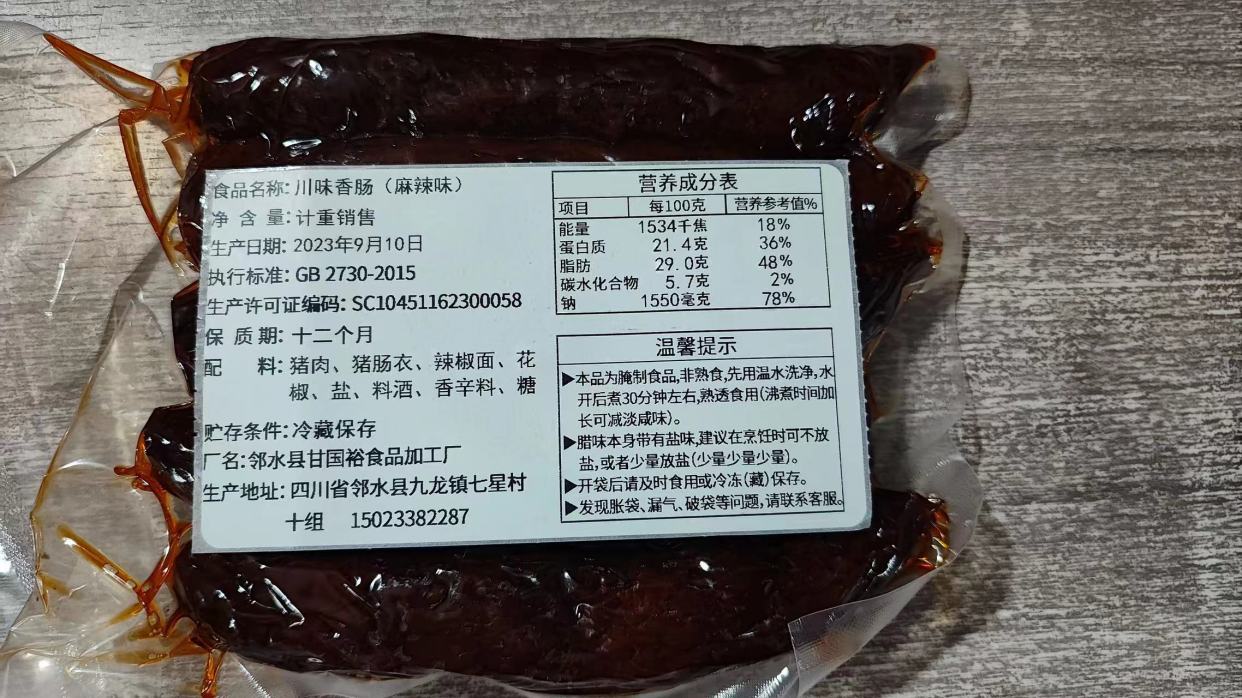 食品名称:川味香肠（麻辣味）
净 含 量:计重销售
生产日期:2023年9月10日
执行标准:GB 2730-2015
生产许可证编码:SC10451162300058
保 质 期:十二个月
配 料:猪肉、猪肠衣、辣椒面、花
椒、盐、料酒、香辛料、糖
贮存条件:冷藏保存
厂名:邻水县甘国裕食品加工厂
生产地址:四川省邻水县九龙镇七星村
十组 15023382287
营养成分表
项目 每100克 营养参考值%
能量 1534千焦 18%
蛋白质 21.4克 36%
脂肪 29.0克 48%
碳水化合物 5.7克 2%
钠 1550毫克 78%
温馨提示
▶本品为腌制食品,非熟食,先用温水洗净,水
开后煮30分钟左右,熟透食用(沸煮时间加
长可减淡咸味)。
▶腊味本身带有盐味,建议在烹饪时可不放
盐,或者少量放盐(少量少量少量)。
▶开袋后请及时食用或冷冻(藏)保存。
▶发现胀袋、漏气、破袋等问题,请联系客服。